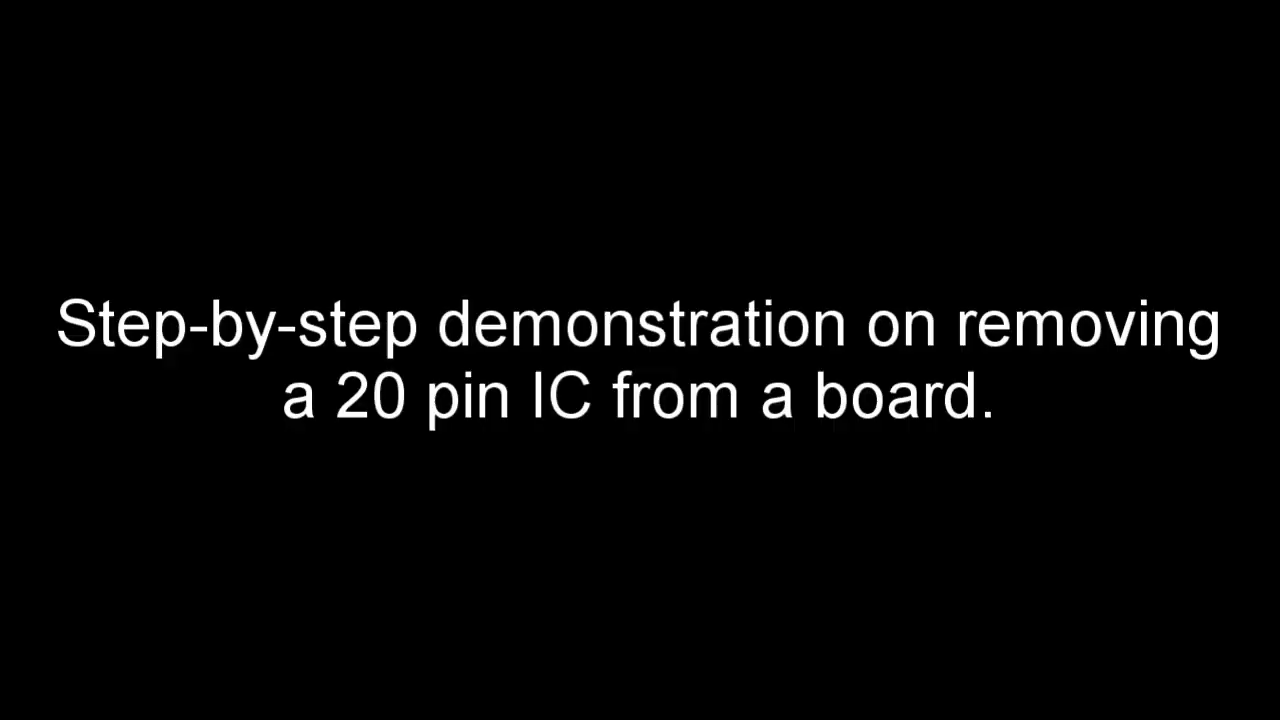 Step-by-step demonstration on removing
a 20 pin IC from a board.